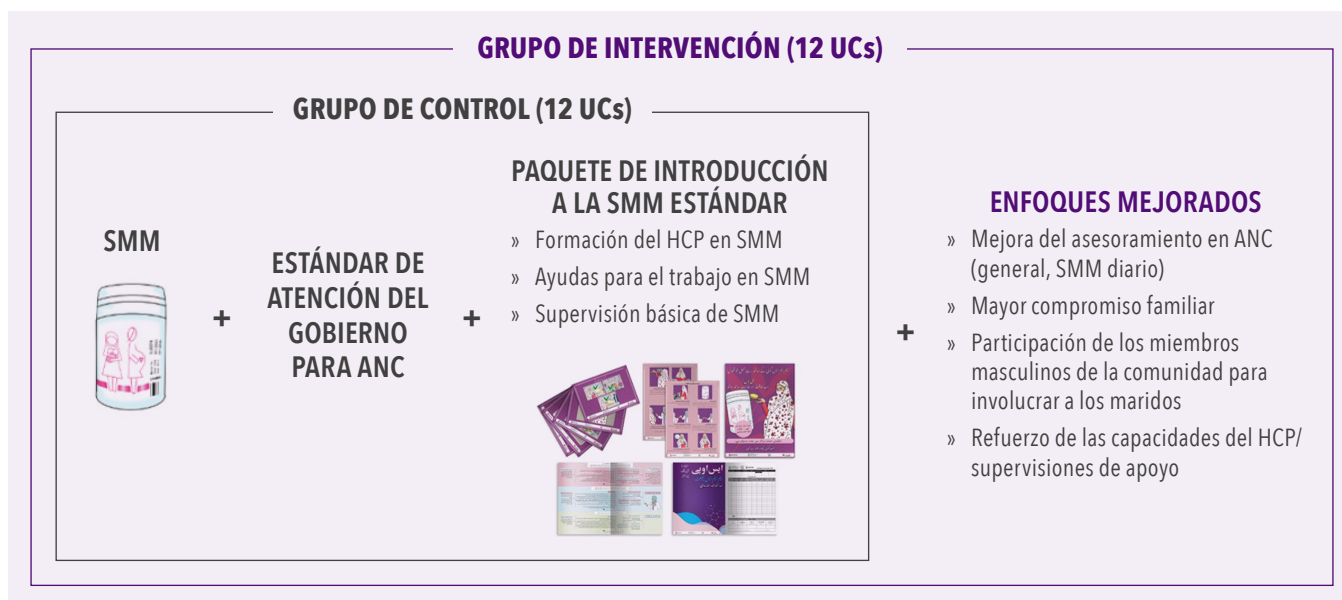 GRUPO DE INTERVENCIÓN (12 UCs)
GRUPO DE CONTROL (12 UCs)
SMM
+
ESTÁNDAR DE
ATENCIÓN DEL
GOBIERNO
PARA ANC
+
PAQUETE DE INTRODUCCIÓN
A LA SMM ESTÁNDAR
» Formación del HCP en SMM
» Ayudas para el trabajo en SMM
» Supervisión básica de SMM
+
ENFOQUES MEJORADOS
» Mejora del asesoramiento en ANC
(general, SMM diario)
» Mayor compromiso familiar
» Participación de los miembros
masculinos de la comunidad para
involucrar a los maridos
» Refuerzo de las capacidades del HCP/
supervisiones de apoyo